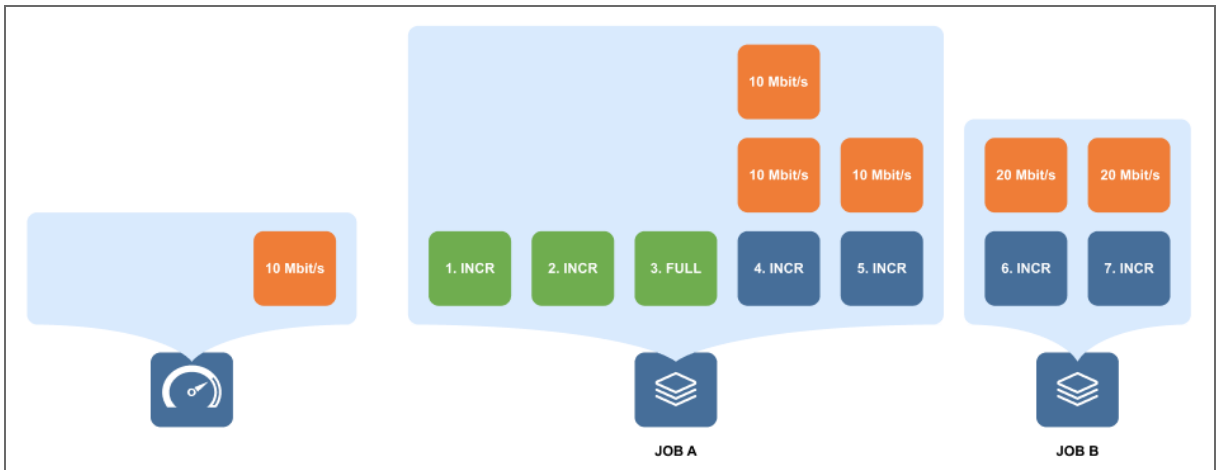 10 Mbit/s
10 Mbit/s
10 Mbit/s
20 Mbit/s
20 Mbit/s
10 Mbit/s
1. INCR
2. INCR
3. FULL
4. INCR
5. INCR
6. INCR
7. INCR
JOB A
JOB B